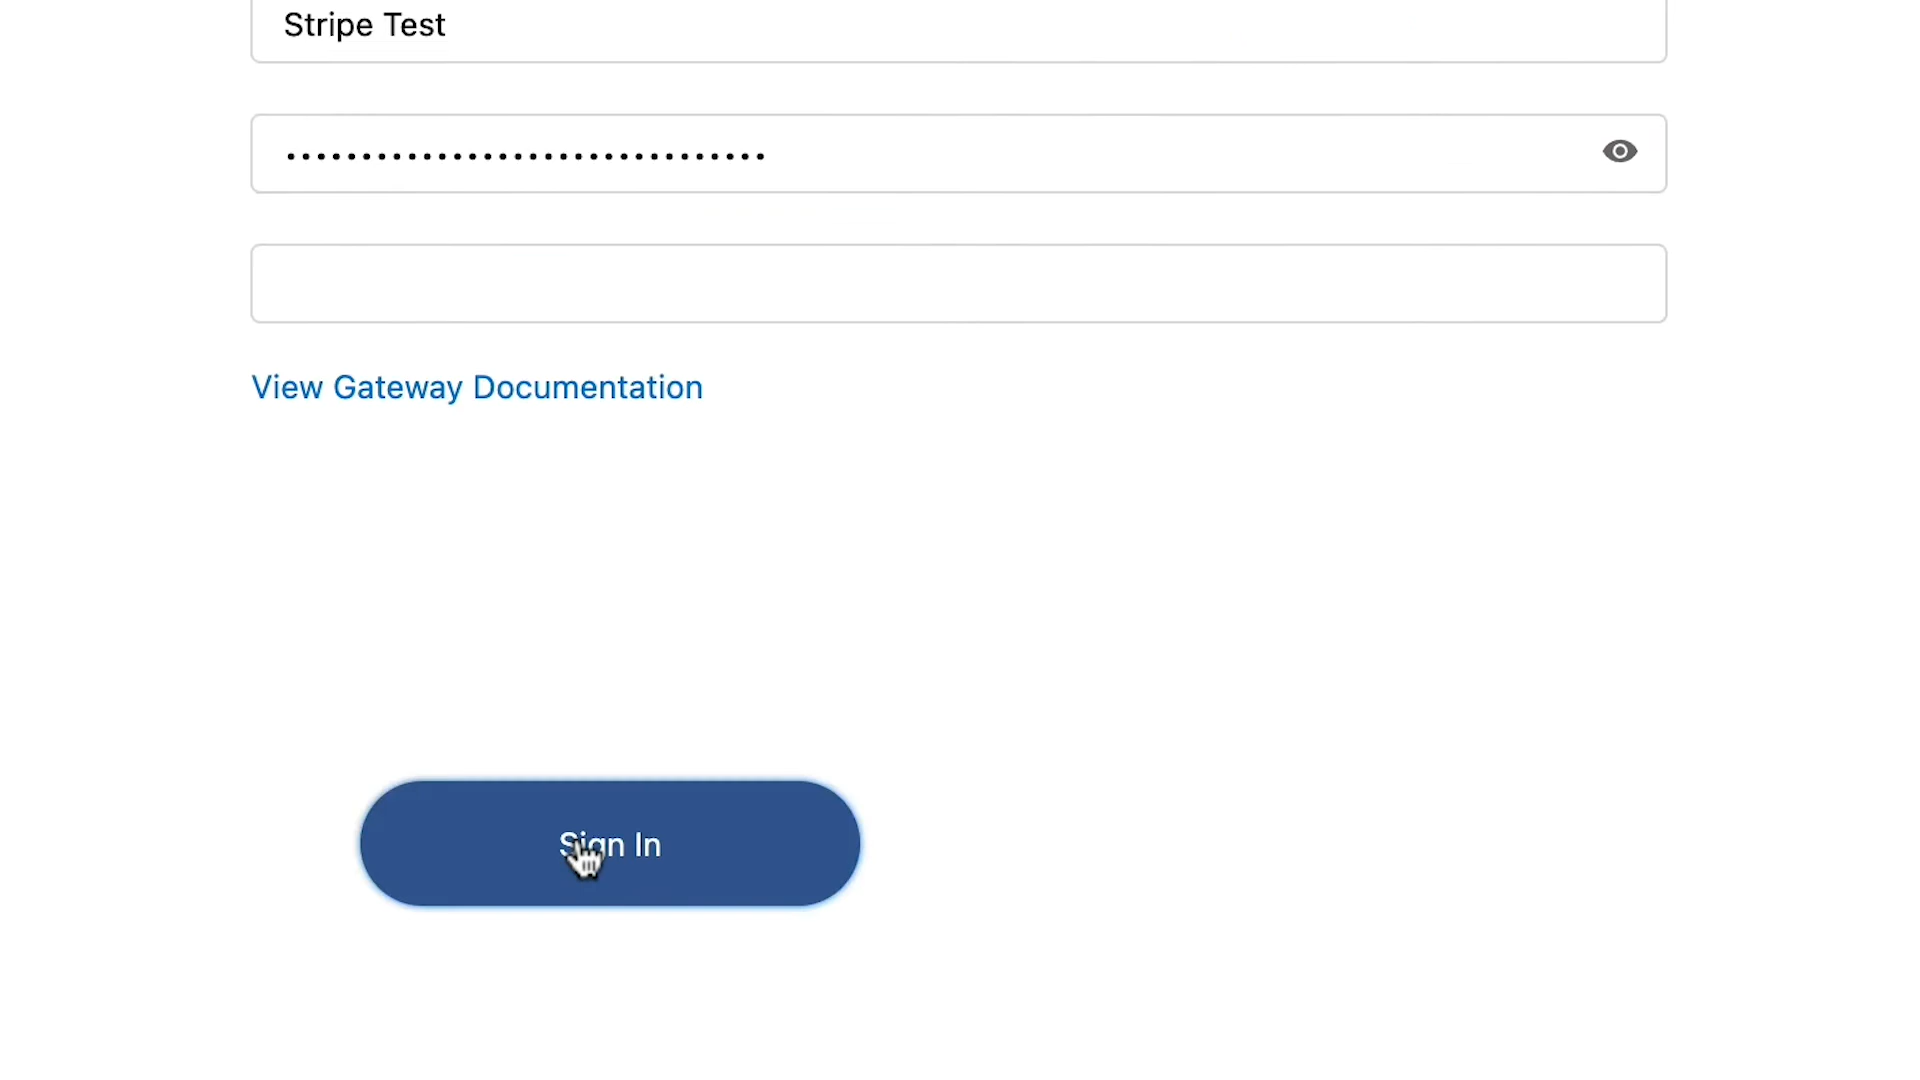 Stripe Test
••••••••••••••••••••••••••••••••
View Gateway Documentation
Sign In